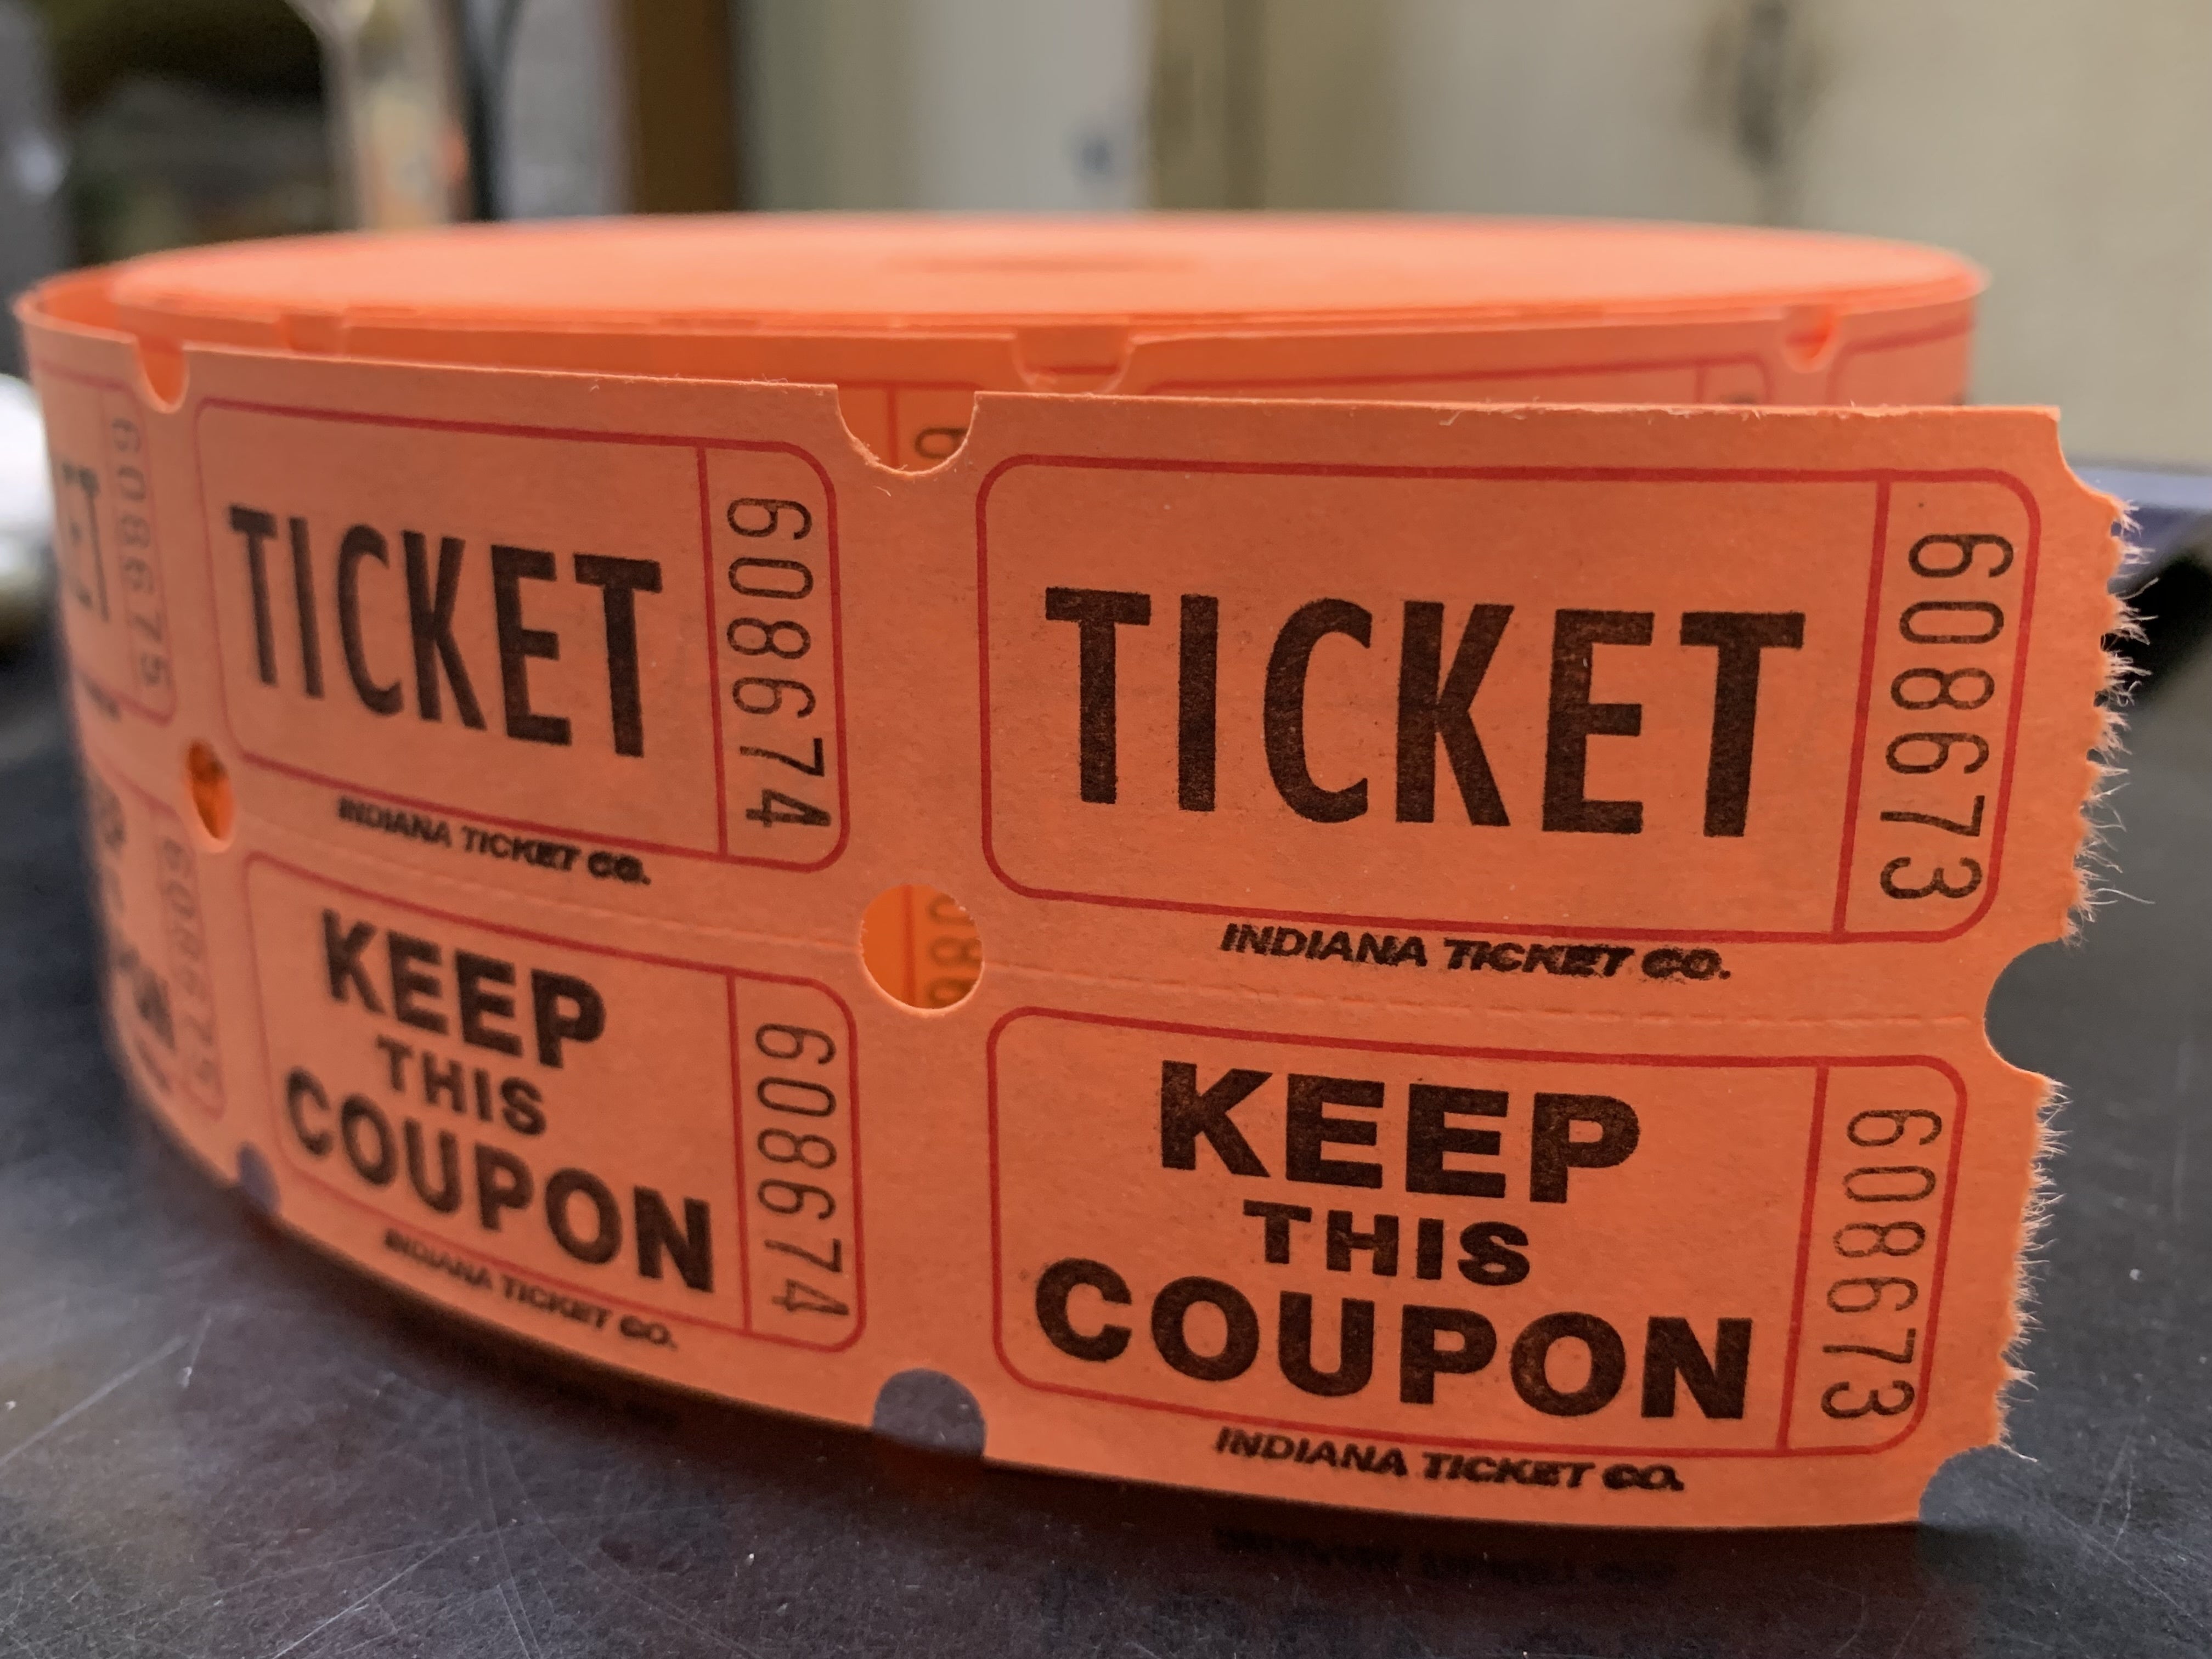 608675
TICKET
608674
INDIANA TICKET CO.
KEEP
THIS
COUPON
608674
INDIANA TICKET CO.
TICKET
608673
INDIANA TICKET CO.
KEEP
THIS
COUPON
608673
INDIANA TICKET CO.
608675